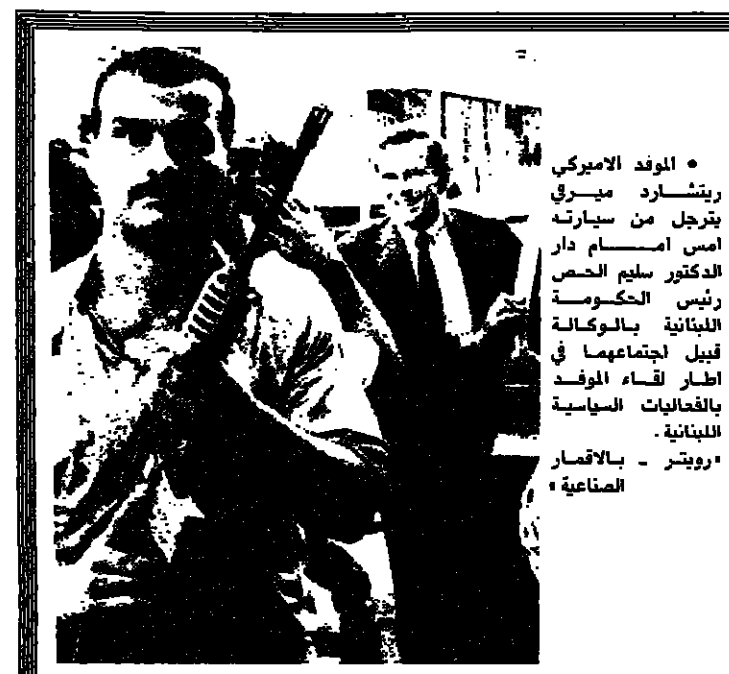 • الموفد الاميركي
ريتشارد ميرفي
يترجل من سيارته
امس امام دار
الدكتور سليم الحص
رئيس الحكومة
اللبنانية بالوكالة
قبيل اجتماعهما في
اطار لقاء الموفد
بالفعاليات السياسية
اللبنانية .
«رويتر ـ بالاقمار
الصناعية»